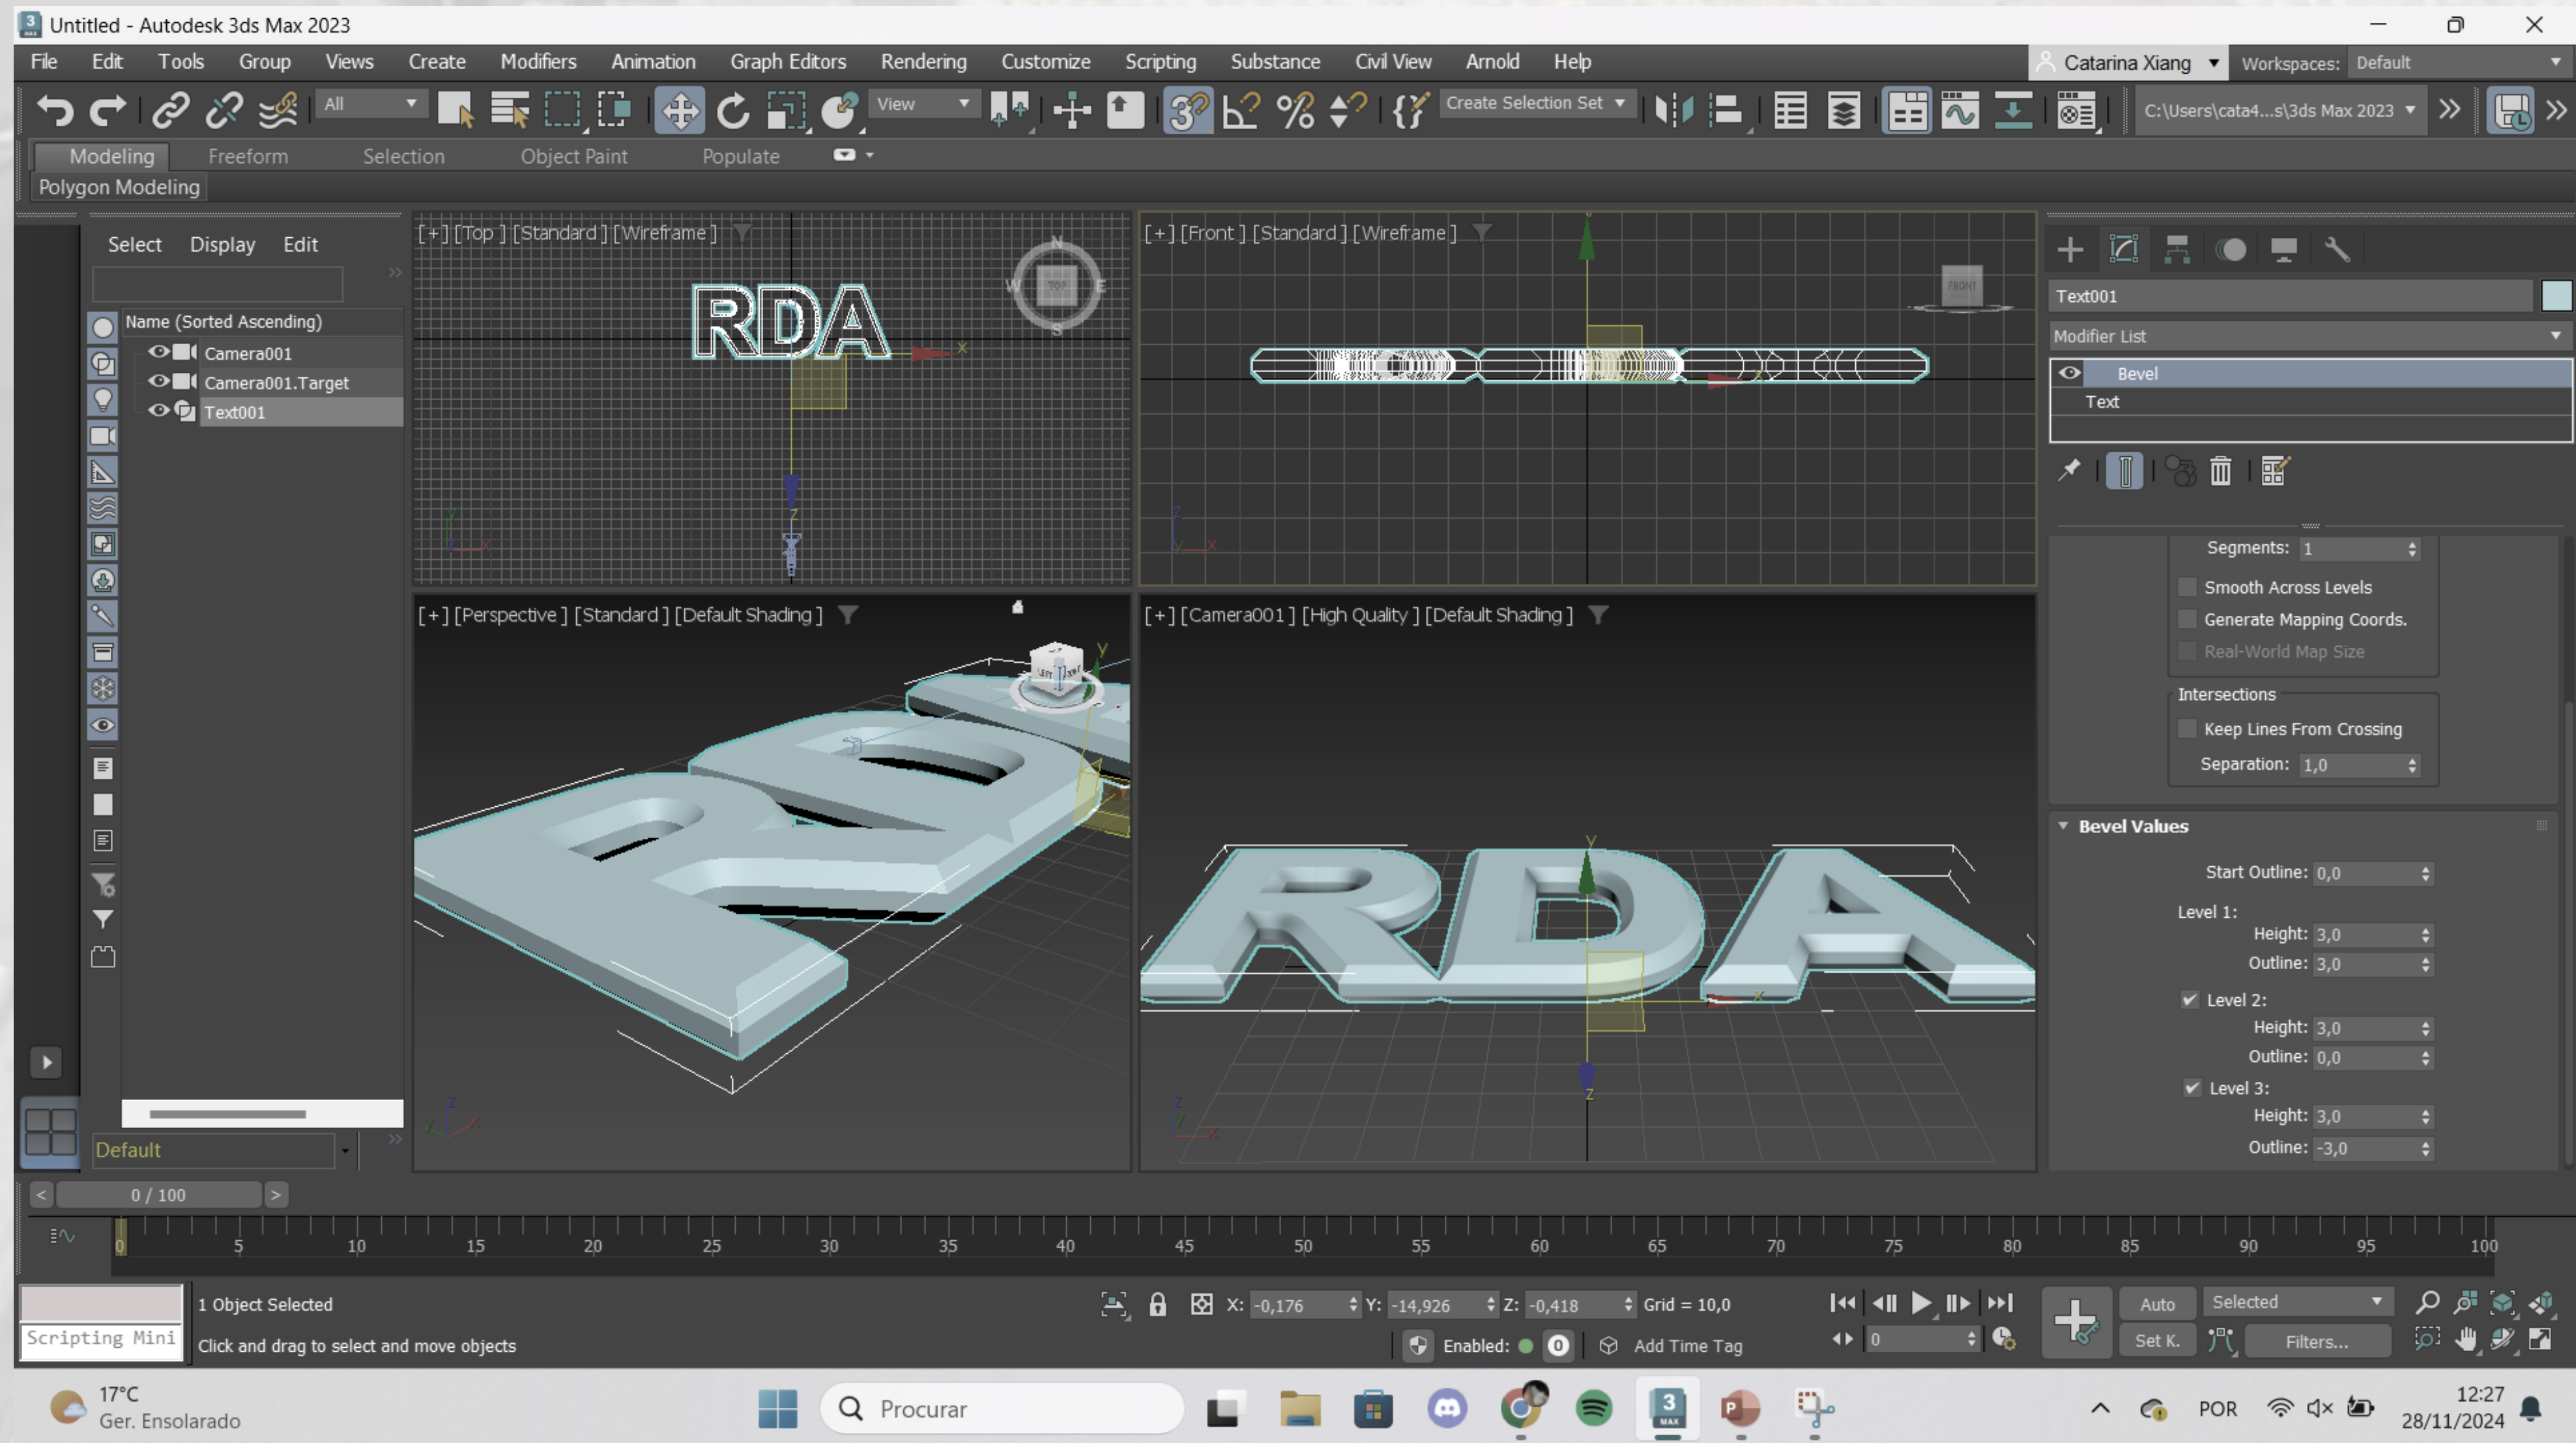 Untitled - Autodesk 3ds Max 2023
File Edit Tools Group Views Create Modifiers Animation Graph Editors Rendering Customize Scripting Substance Civil View Arnold Help
Catarina Xiang Workspaces: Default
All View Create Selection Set C:\Users\cata4...s\3ds Max 2023
Modeling Freeform Selection Object Paint Populate
Polygon Modeling
Select Display Edit
Name (Sorted Ascending)
Camera001
Camera001.Target
Text001
Default
[+] [Top ] [Standard ] [Wireframe ]
N
W TOP E
S
RDA
x
z
y
x
[+] [Front ] [Standard ] [Wireframe ]
FRONT
z
y x
[+] [Perspective ] [Standard ] [Default Shading ]
y
LEFT
z
y x
[+] [Camera001 ] [High Quality ] [Default Shading ]
y
RDA
x
z
z
y
x
Text001
Modifier List
Bevel
Text
Segments: 1
Smooth Across Levels
Generate Mapping Coords.
Real-World Map Size
Intersections
Keep Lines From Crossing
Separation: 1,0
Bevel Values
Start Outline: 0,0
Level 1:
Height: 3,0
Outline: 3,0
Level 2:
Height: 3,0
Outline: 0,0
Level 3:
Height: 3,0
Outline: -3,0
< 0 / 100 >
0 5 10 15 20 25 30 35 40 45 50 55 60 65 70 75 80 85 90 95 100
1 Object Selected
X: -0,176 Y: -14,926 Z: -0,418 Grid = 10,0
Auto Selected
Scripting Mini
Click and drag to select and move objects
Enabled: 0 Add Time Tag
0
Set K. Filters...
17°C
Ger. Ensolarado
Procurar
3
MAX
P
POR
12:27
28/11/2024